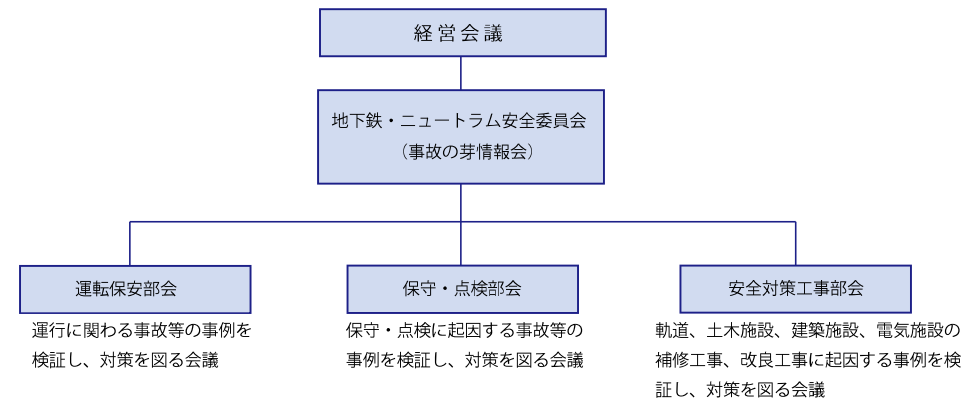 経営会議
地下鉄・ニュートラム安全委員会
（事故の芽情報会）
運転保安部会
運行に関わる事故等の事例を
検証し、対策を図る会議
保守・点検部会
保守・点検に起因する事故等の
事例を検証し、対策を図る会議
安全対策工事部会
軌道、土木施設、建築施設、電気施設の
補修工事、改良工事に起因する事例を検
証し、対策を図る会議